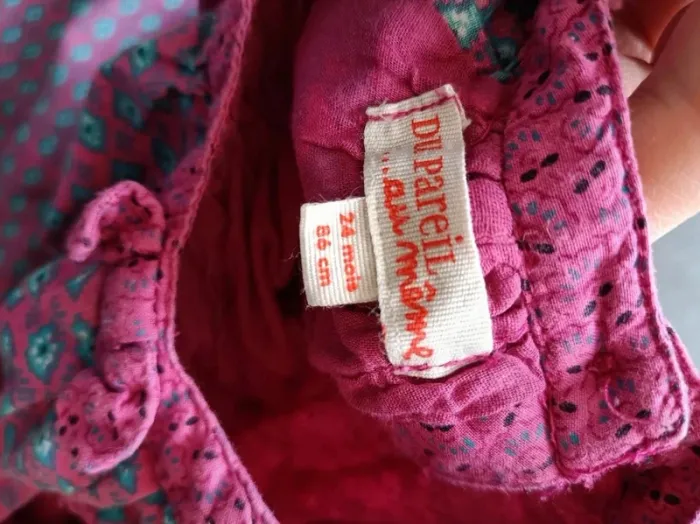 DU PAREIL
...au même
24 mois
86 cm